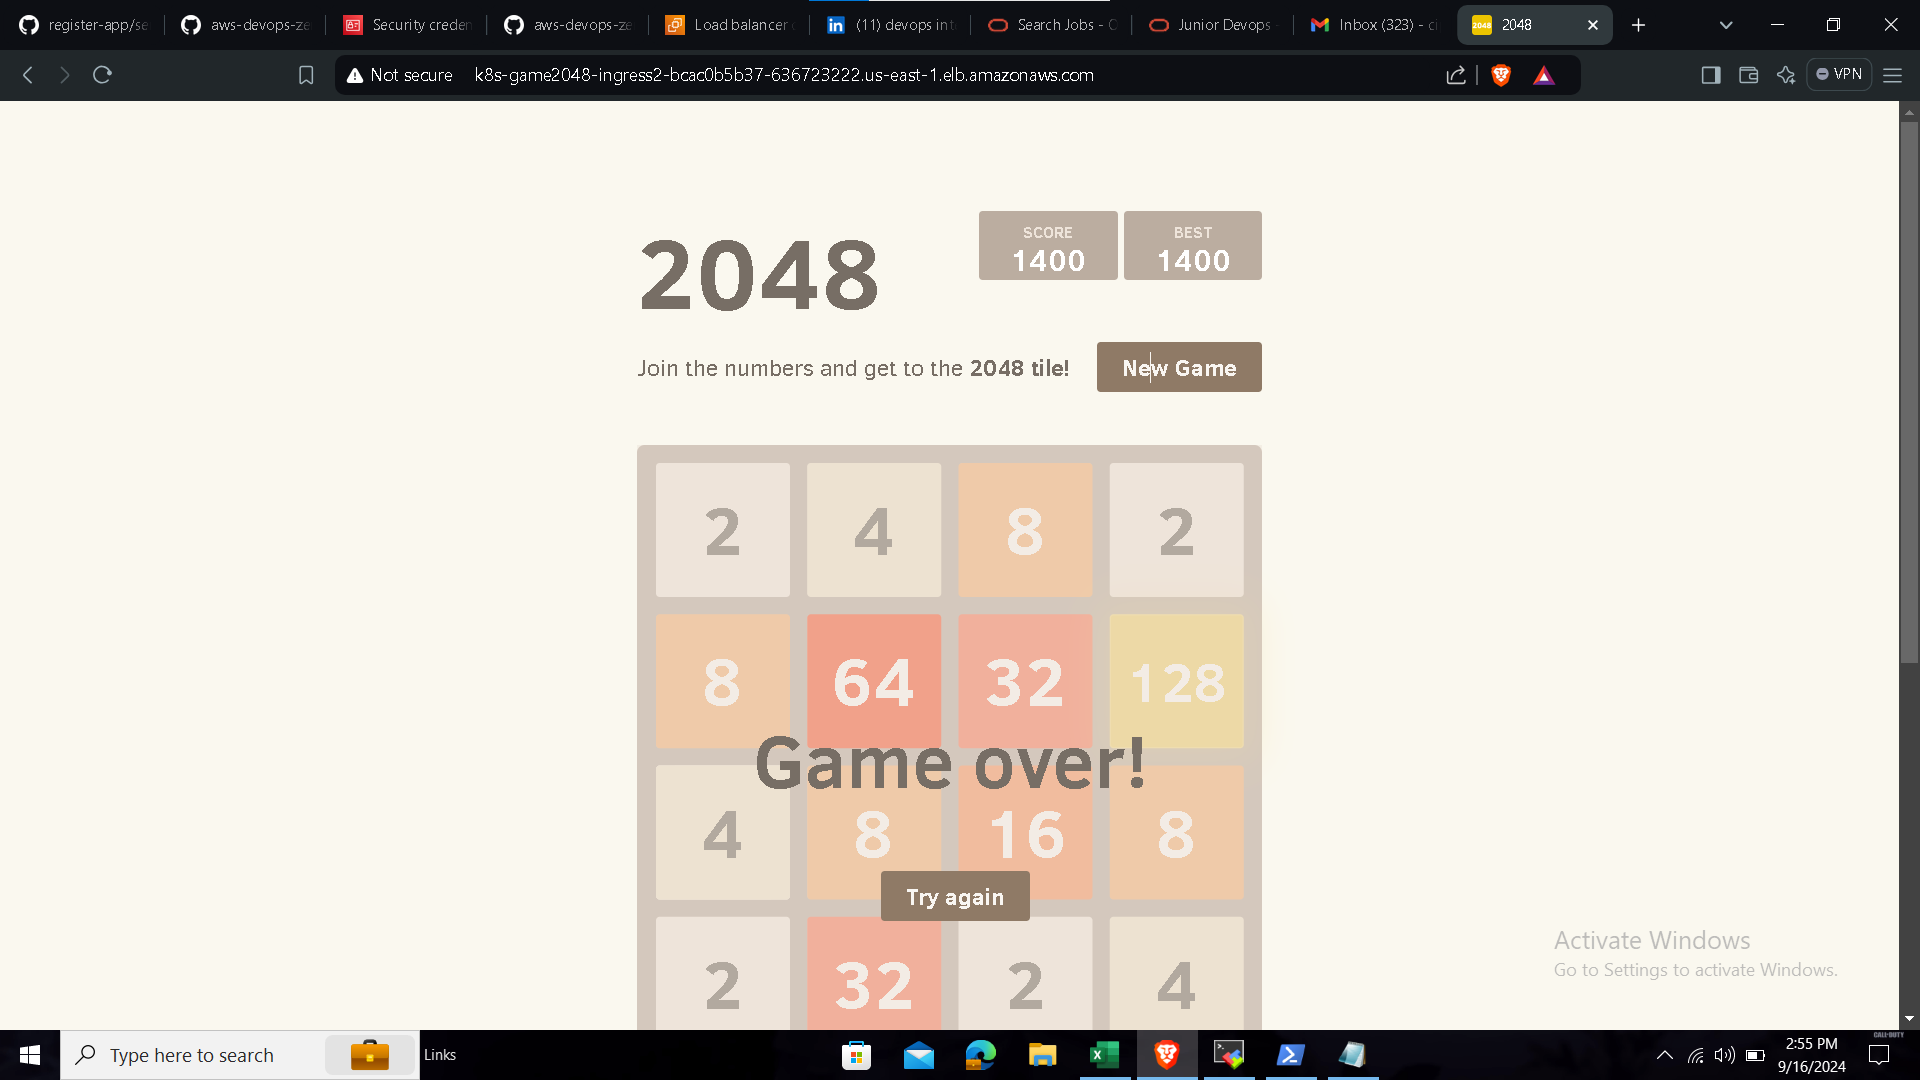 register-app/se
aws-devops-ze
Security creden
aws-devops-ze
Load balancer
(11) devops int
Search Jobs - O
Junior Devops
Inbox (323) - ci
2048
Not secure k8s-game2048-ingress2-bcac0b5b37-636723222.us-east-1.elb.amazonaws.com
VPN
2048
SCORE
1400
BEST
1400
Join the numbers and get to the 2048 tile!
New Game
2 4 8 2
8 64 32 128
Game over!
4 8 16 8
Try again
2 32 2 4
Activate Windows
Go to Settings to activate Windows.
Type here to search
Links
CALL OF DUTY
2:55 PM
9/16/2024